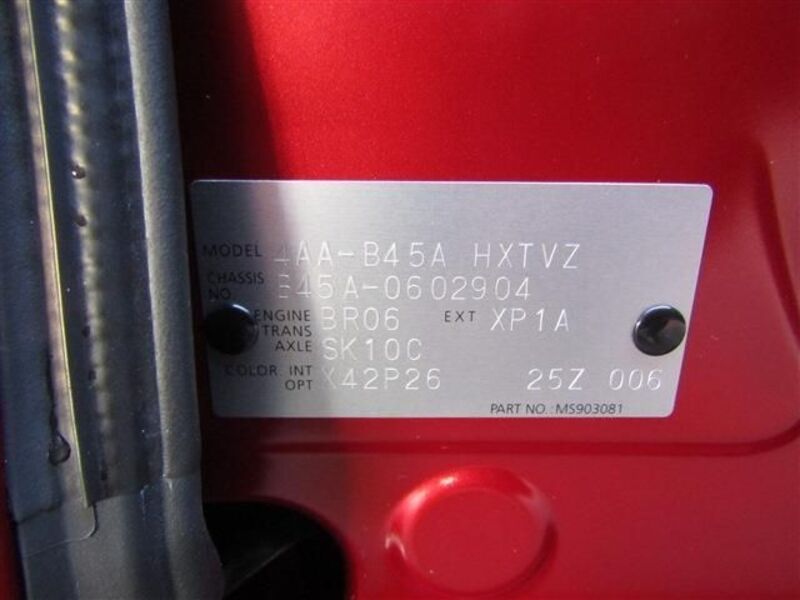 MODEL 4AA-B45A HXTVZ
CHASSIS NO. B45A-0602904
ENGINE BR06 EXT XP1A
TRANS AXLE SK10C
COLOR. INT OPT X42P26 25Z 006
PART NO.:MS903081